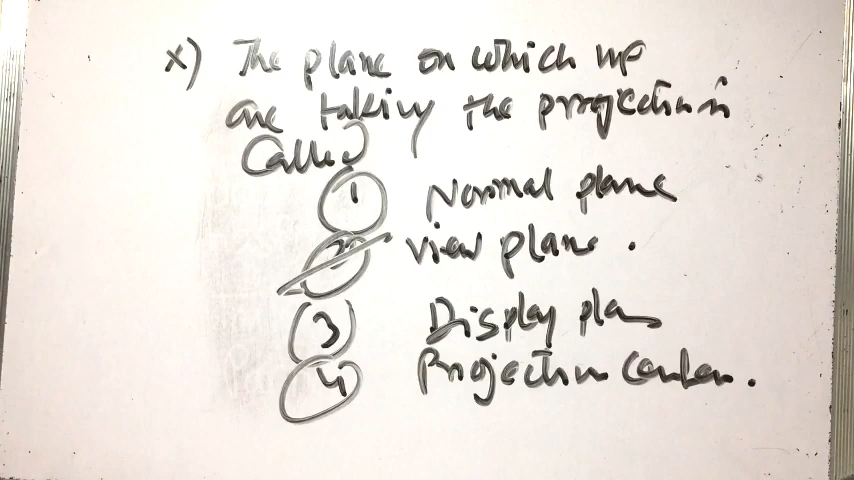 x) The plane on which we
are taking the projection is
Called
1 Normal plane
2 view plane.
3 Display plan
4 Projection Center.